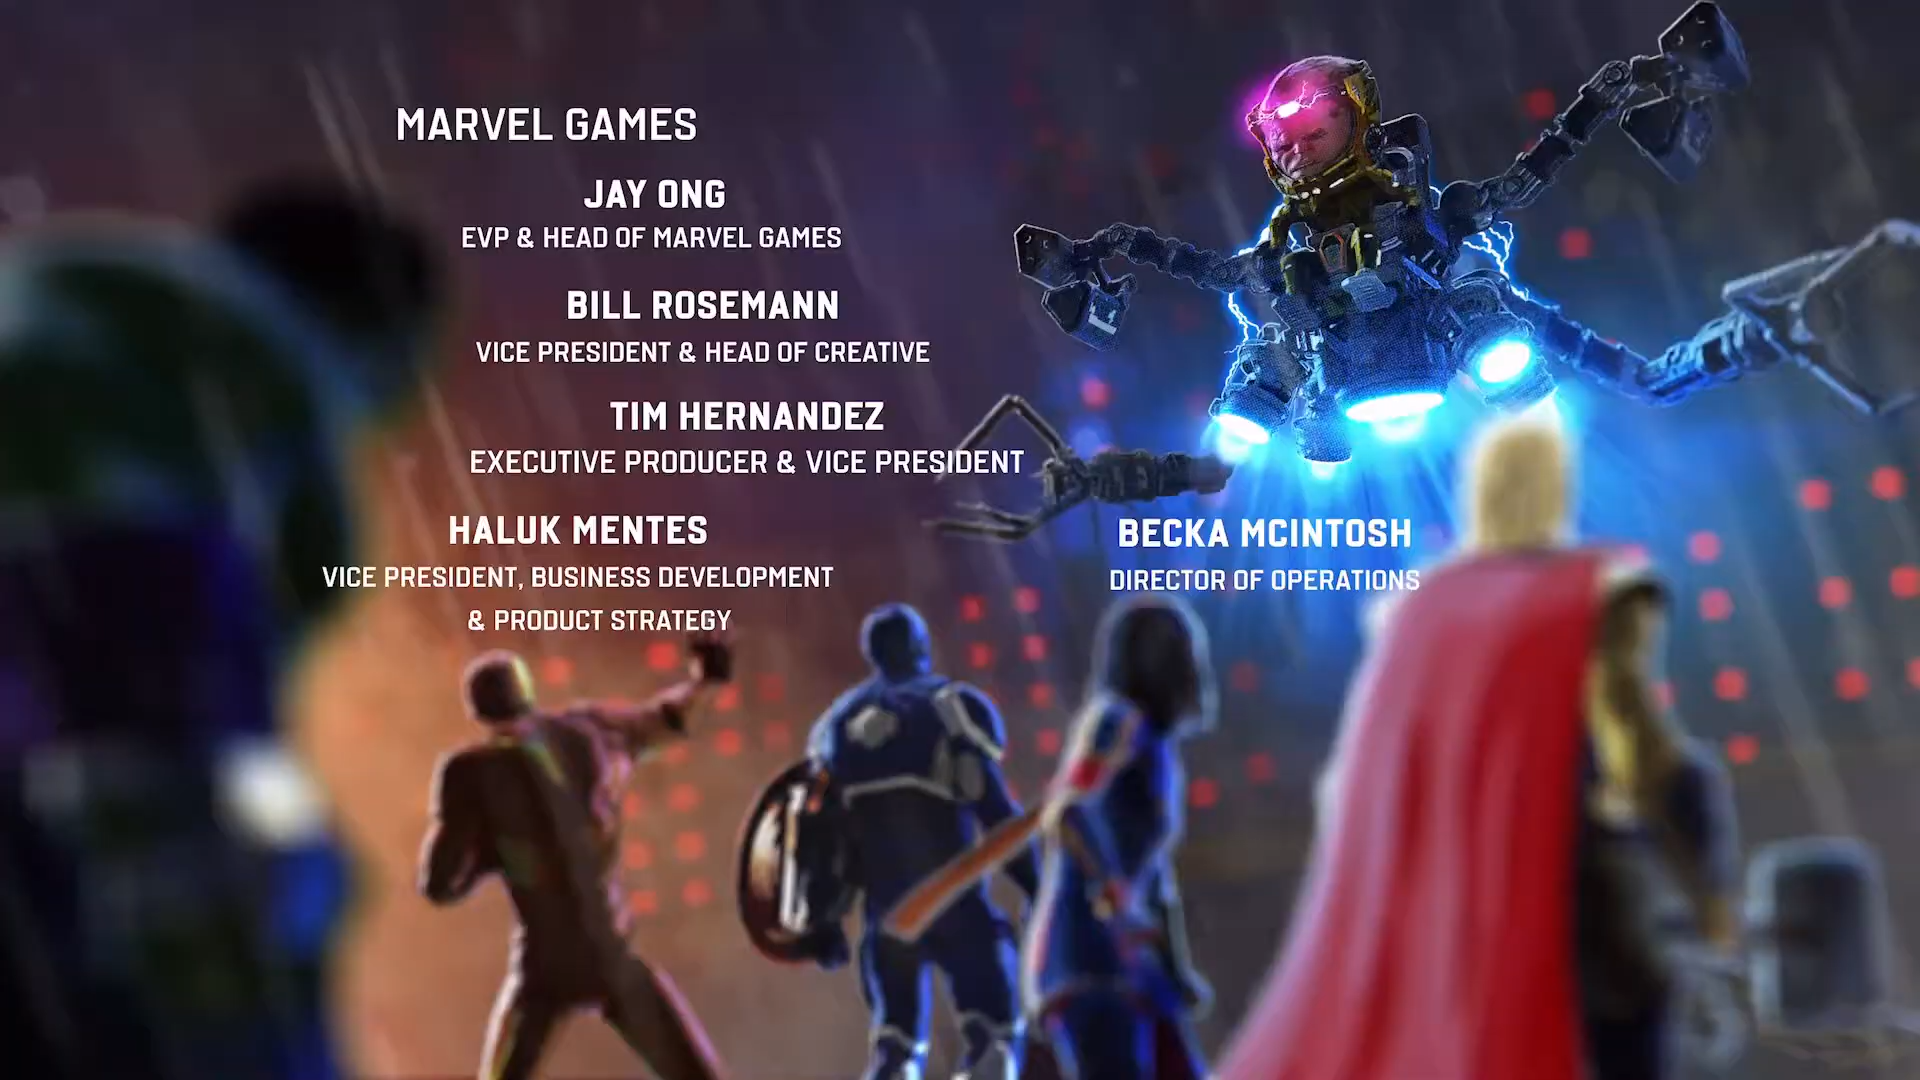 MARVEL GAMES
JAY ONG
EVP & HEAD OF MARVEL GAMES
BILL ROSEMANN
VICE PRESIDENT & HEAD OF CREATIVE
TIM HERNANDEZ
EXECUTIVE PRODUCER & VICE PRESIDENT
HALUK MENTES
VICE PRESIDENT, BUSINESS DEVELOPMENT
& PRODUCT STRATEGY
BECKA MCINTOSH
DIRECTOR OF OPERATIONS